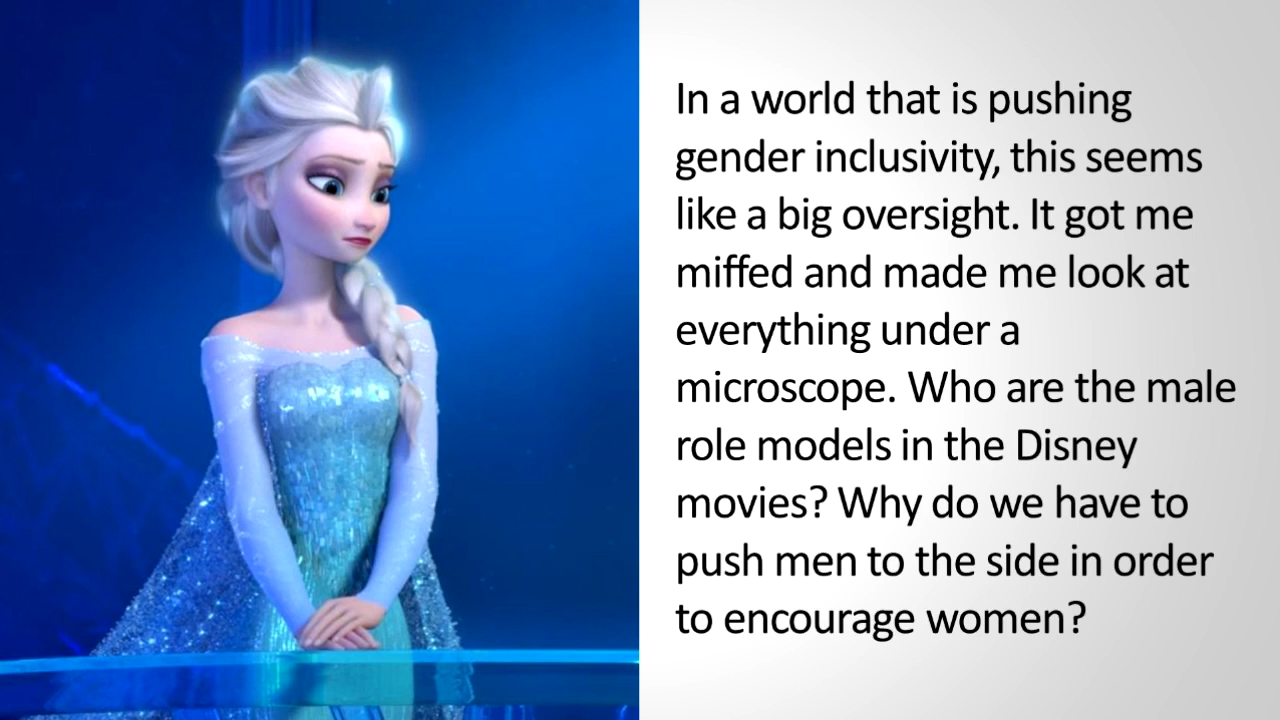 In a world that is pushing
gender inclusivity, this seems
like a big oversight. It got me
miffed and made me look at
everything under a
microscope. Who are the male
role models in the Disney
movies? Why do we have to
push men to the side in order
to encourage women?